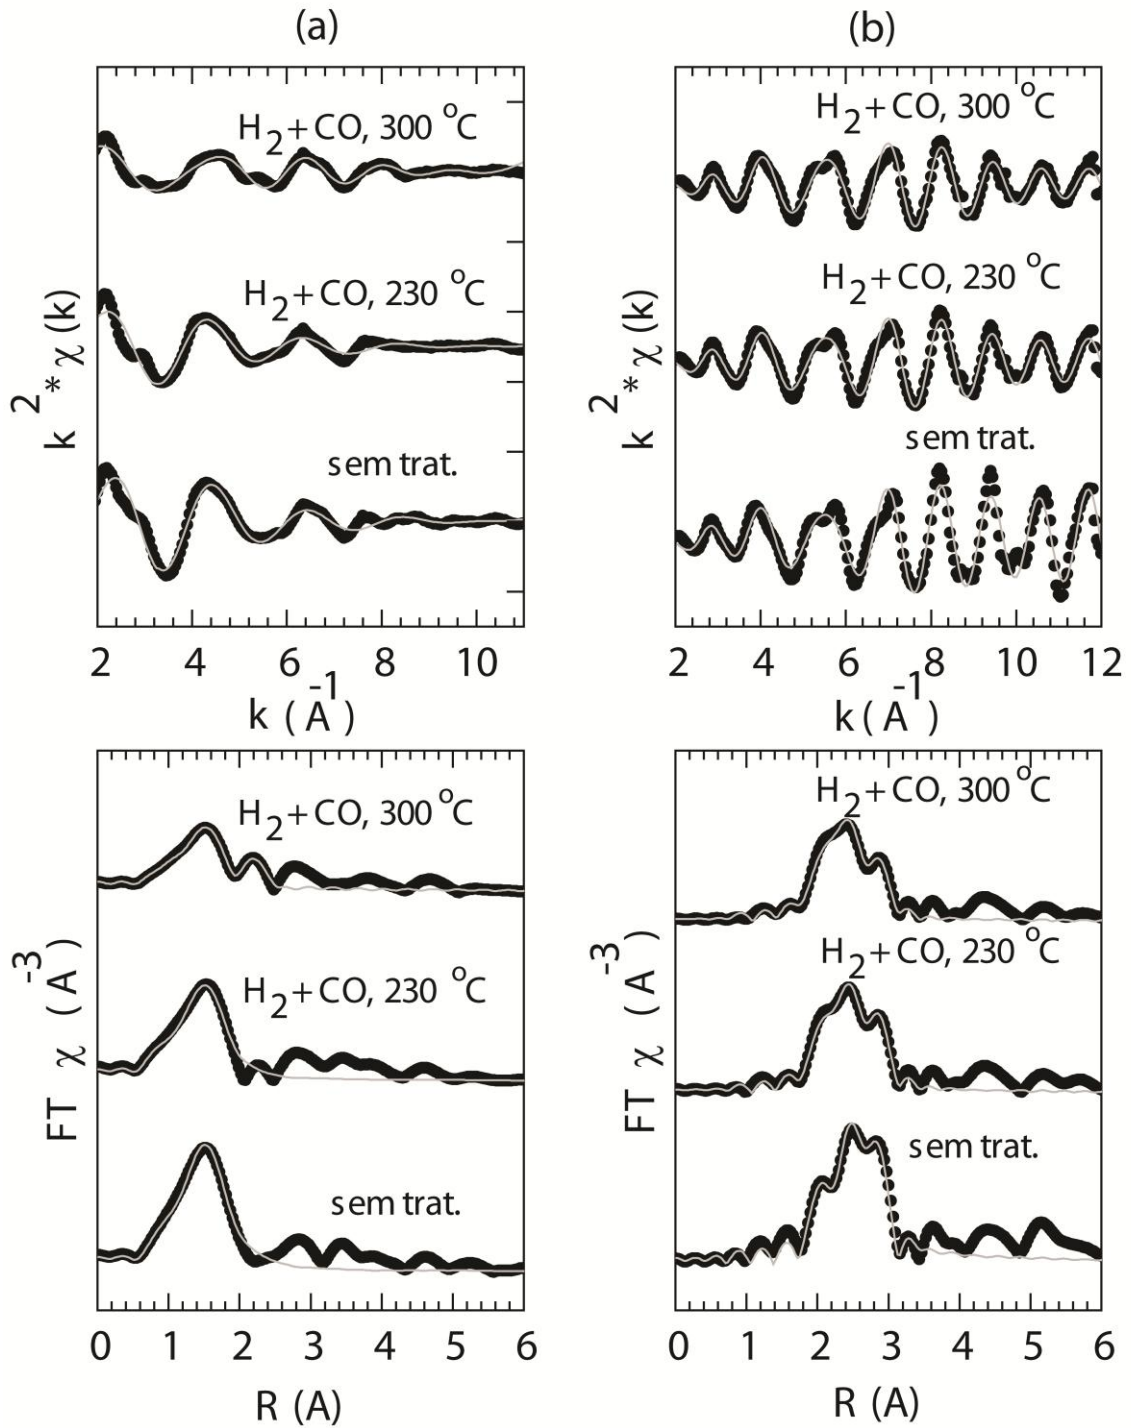 (a)
(b)
H2+CO, 300 °C
H2+CO, 230 °C
sem trat.
k2*χ(k)
2 4 6 8 10
k (A-1)
H2+CO, 300 °C
H2+CO, 230 °C
sem trat.
k2*χ(k)
2 4 6 8 10 12
k(A-1)
H2+CO, 300 °C
H2+CO, 230 °C
sem trat.
FT χ (A-3)
0 1 2 3 4 5 6
R (A)
H2+CO, 300 °C
H2+CO, 230 °C
sem trat.
FT χ (A-3)
0 1 2 3 4 5 6
R (A)